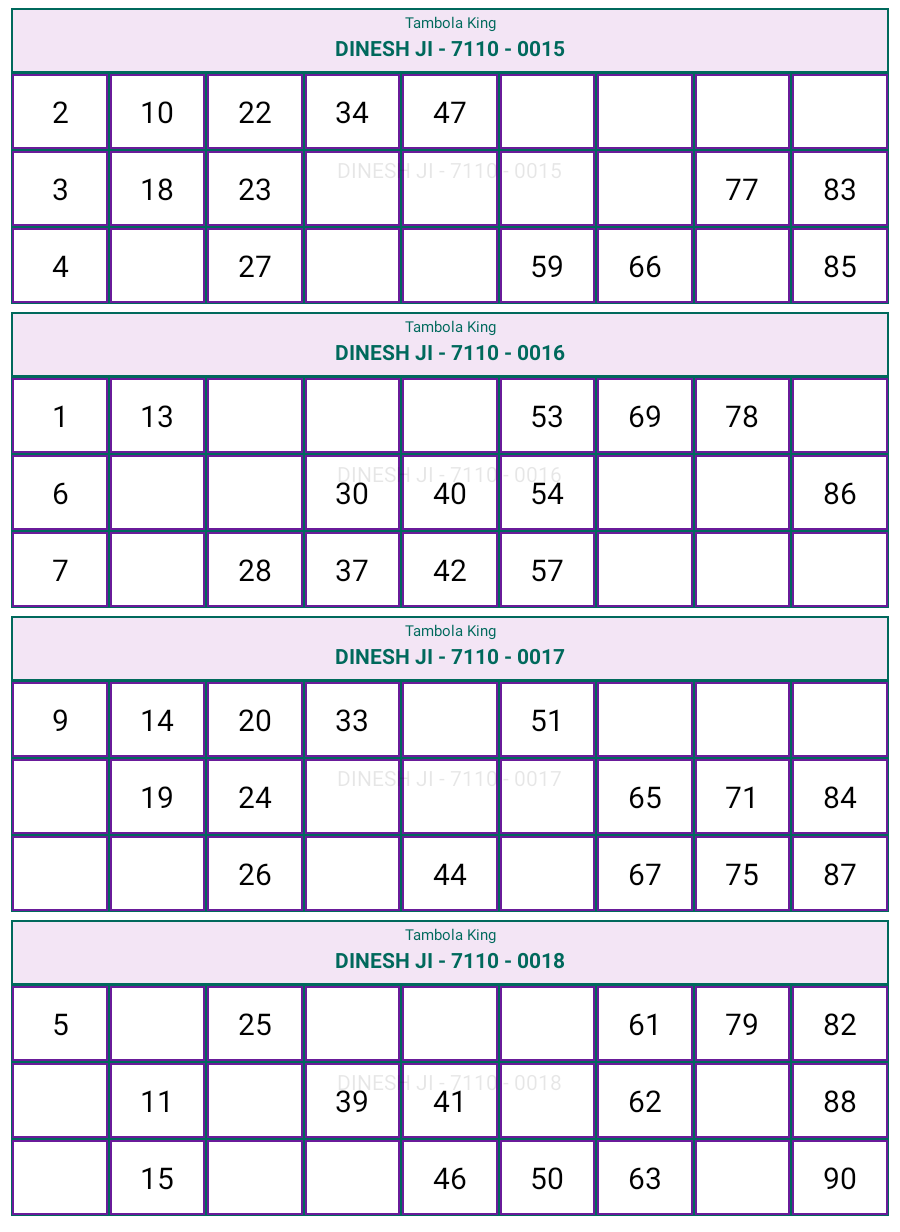 Tambola King
DINESH JI - 7110 - 0015
2 10 22 34 47
DINESH JI - 7110 - 0015
3 18 23 77 83
4 27 59 66 85
Tambola King
DINESH JI - 7110 - 0016
1 13 53 69 78
DINESH JI - 7110 - 0016
6 30 40 54 86
7 28 37 42 57
Tambola King
DINESH JI - 7110 - 0017
9 14 20 33 51
DINESH JI - 7110 - 0017
19 24 65 71 84
26 44 67 75 87
Tambola King
DINESH JI - 7110 - 0018
5 25 61 79 82
DINESH JI - 7110 - 0018
11 39 41 62 88
15 46 50 63 90